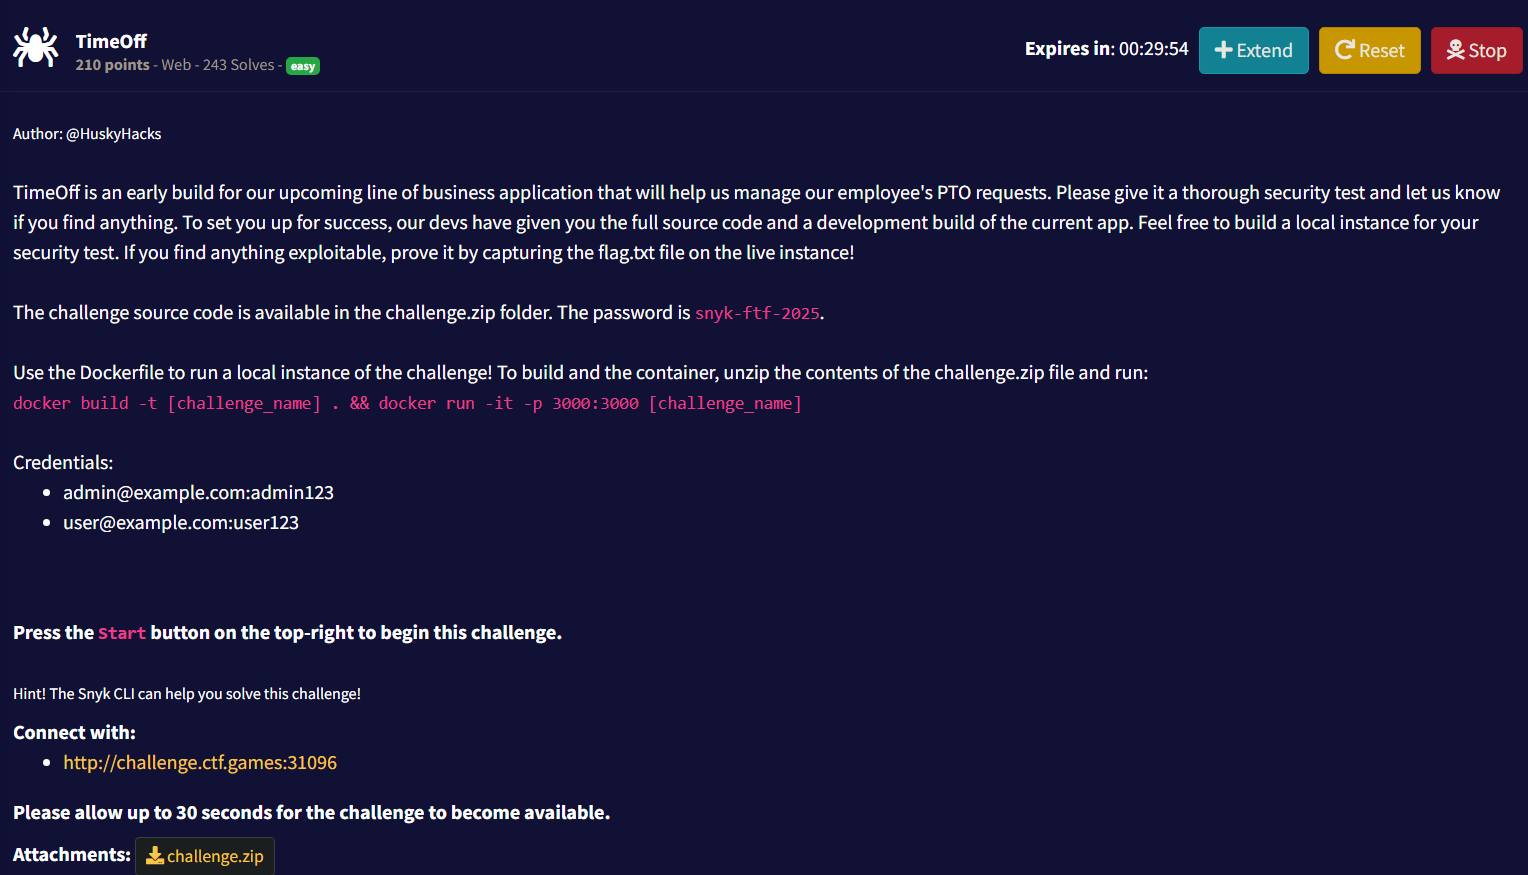 TimeOff
210 points - Web - 243 Solves - easy
Expires in: 00:29:54
Extend
Reset
Stop
Author: @HuskyHacks
TimeOff is an early build for our upcoming line of business application that will help us manage our employee's PTO requests. Please give it a thorough security test and let us know
if you find anything. To set you up for success, our devs have given you the full source code and a development build of the current app. Feel free to build a local instance for your
security test. If you find anything exploitable, prove it by capturing the flag.txt file on the live instance!
The challenge source code is available in the challenge.zip folder. The password is snyk-ftf-2025.
Use the Dockerfile to run a local instance of the challenge! To build and the container, unzip the contents of the challenge.zip file and run:
docker build -t [challenge_name] . && docker run -it -p 3000:3000 [challenge_name]
Credentials:
• admin@example.com:admin123
• user@example.com:user123
Press the Start button on the top-right to begin this challenge.
Hint! The Snyk CLI can help you solve this challenge!
Connect with:
• http://challenge.ctf.games:31096
Please allow up to 30 seconds for the challenge to become available.
Attachments: challenge.zip